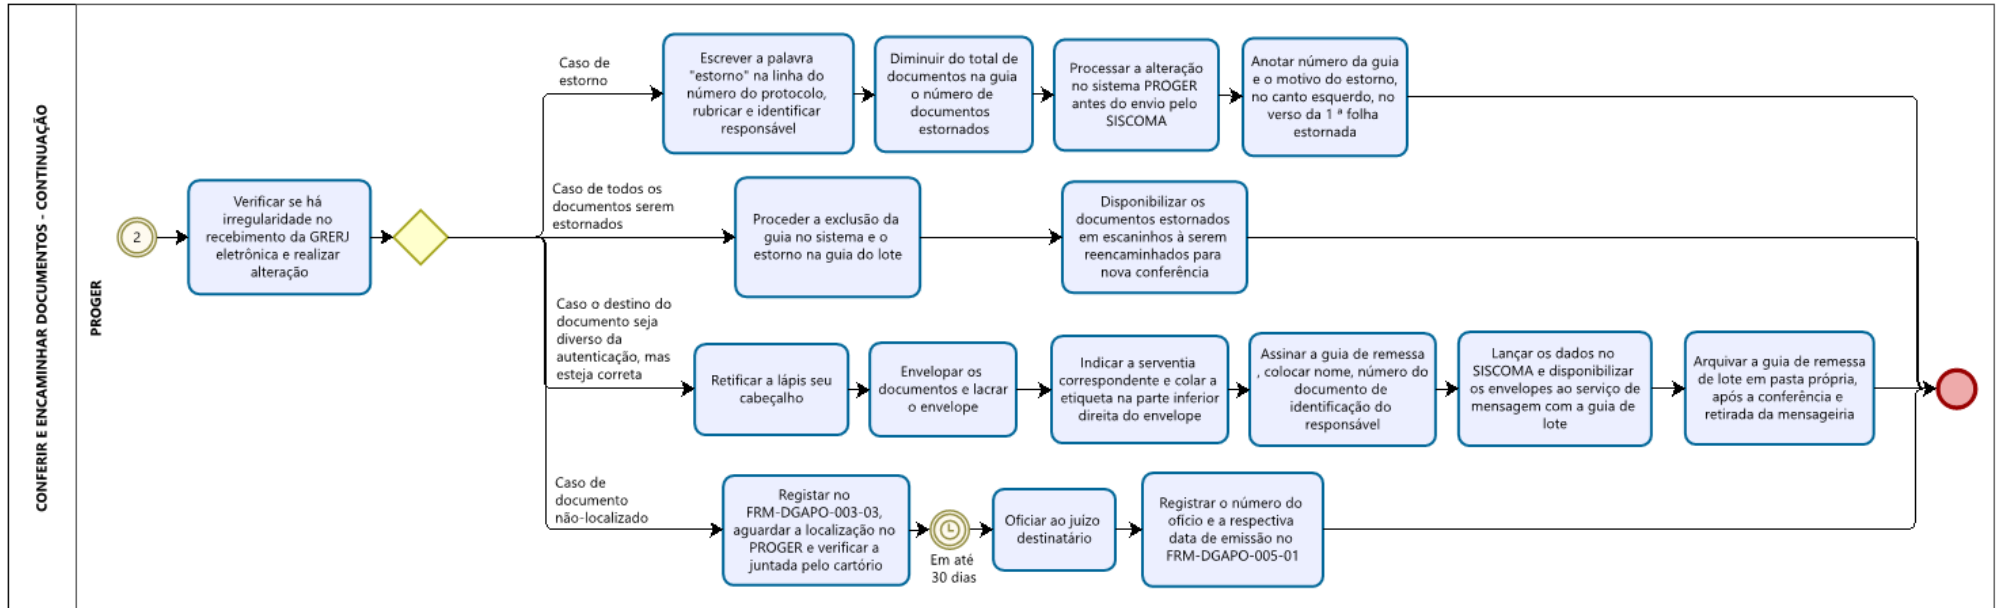 CONFERIR E ENCAMINHAR DOCUMENTOS - CONTINUAÇÃO
PROGER
2
Verificar se há
irregularidade no
recebimento da GRERJ
eletrônica e realizar
alteração
Caso de
estorno
Escrever a palavra
"estorno" na linha do
número do protocolo,
rubricar e identificar
responsável
Diminuir do total de
documentos na guia
o número de
documentos
estornados
Processar a alteração
no sistema PROGER
antes do envio pelo
SISCOMA
Anotar número da guia
e o motivo do estorno,
no canto esquerdo, no
verso da 1 ª folha
estornada
Caso de todos os
documentos serem
estornados
Proceder a exclusão da
guia no sistema e o
estorno na guia do lote
Disponibilizar os
documentos estornados
em escaninhos à serem
reencaminhados para
nova conferência
Caso o destino do
documento seja
diverso da
autenticação, mas
esteja correta
Retificar a lápis seu
cabeçalho
Envelopar os
documentos e lacrar
o envelope
Indicar a serventia
correspondente e colar a
etiqueta na parte inferior
direita do envelope
Assinar a guia de remessa
, colocar nome, número do
documento de
identificação do
responsável
Lançar os dados no
SISCOMA e disponibilizar
os envelopes ao serviço de
mensagem com a guia de
lote
Arquivar a guia de remessa
de lote em pasta própria,
após a conferência e
retirada da mensageiria
Caso de
documento
não-localizado
Registar no
FRM-DGAPO-003-03,
aguardar a localização no
PROGER e verificar a
juntada pelo cartório
Em até
30 dias
Oficiar ao juízo
destinatário
Registrar o número do
ofício e a respectiva
data de emissão no
FRM-DGAPO-005-01